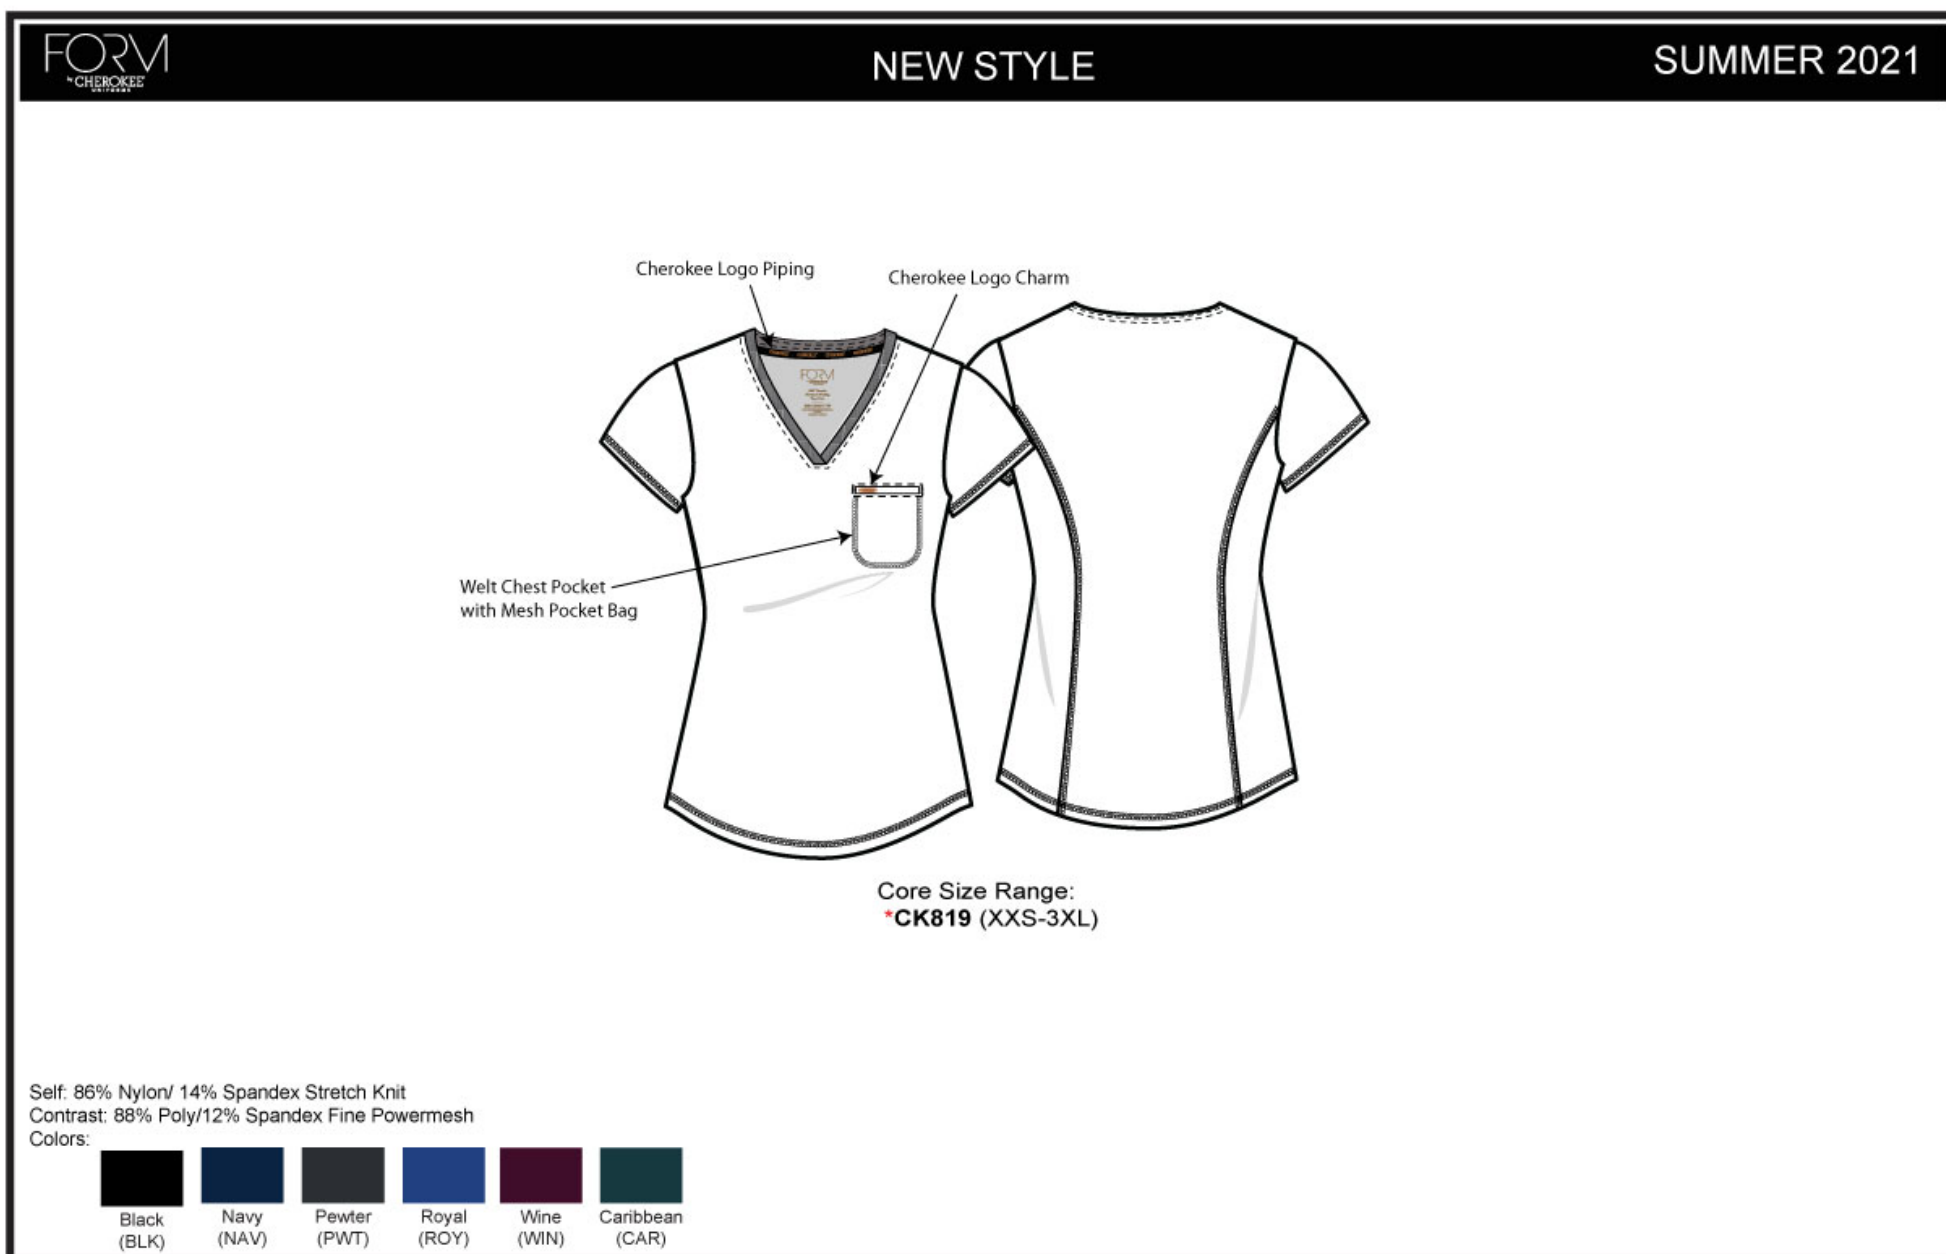 FORM
by CHEROKEE
UNIFORMS
NEW STYLE
SUMMER 2021
Cherokee Logo Piping
Cherokee Logo Charm
FORM
Welt Chest Pocket
with Mesh Pocket Bag
Core Size Range:
*CK819 (XXS-3XL)
Self: 86% Nylon/ 14% Spandex Stretch Knit
Contrast: 88% Poly/12% Spandex Fine Powermesh
Colors:
Black
(BLK)
Navy
(NAV)
Pewter
(PWT)
Royal
(ROY)
Wine
(WIN)
Caribbean
(CAR)